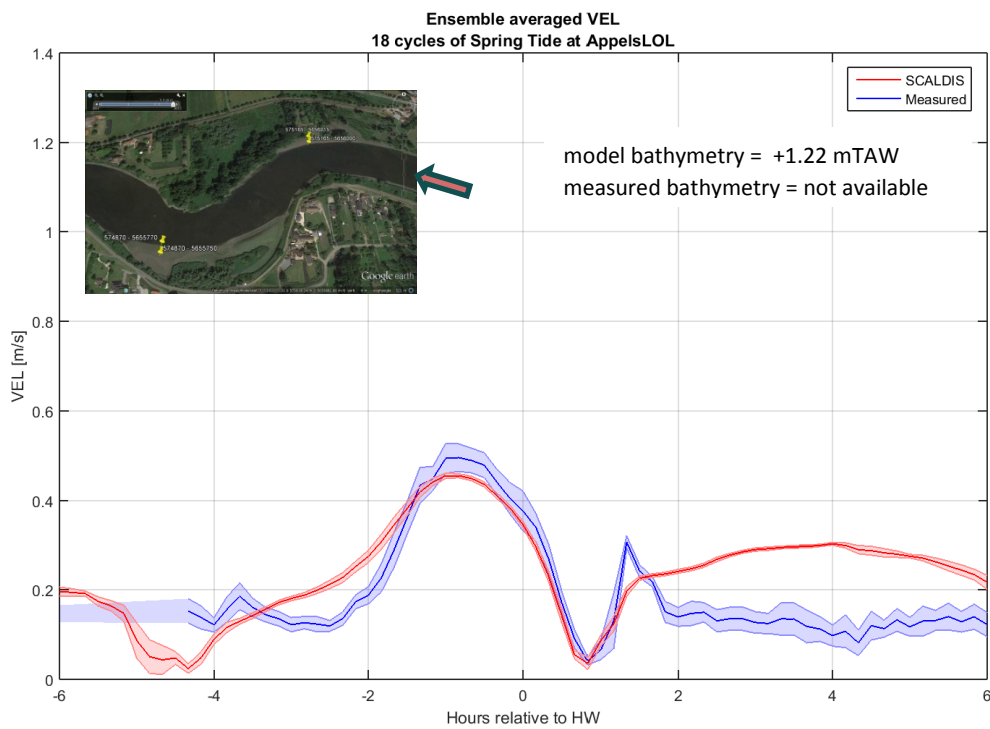 Ensemble averaged VEL
18 cycles of Spring Tide at AppelsLOL
VEL [m/s]
1.4
1.2
1
0.8
0.6
0.4
0.2
0
SCALDIS
Measured
model bathymetry = +1.22 mTAW
measured bathymetry = not available
574870 - 5655770
574870 - 5655750
Google earth
-6
-4
-2
0
2
4
6
Hours relative to HW